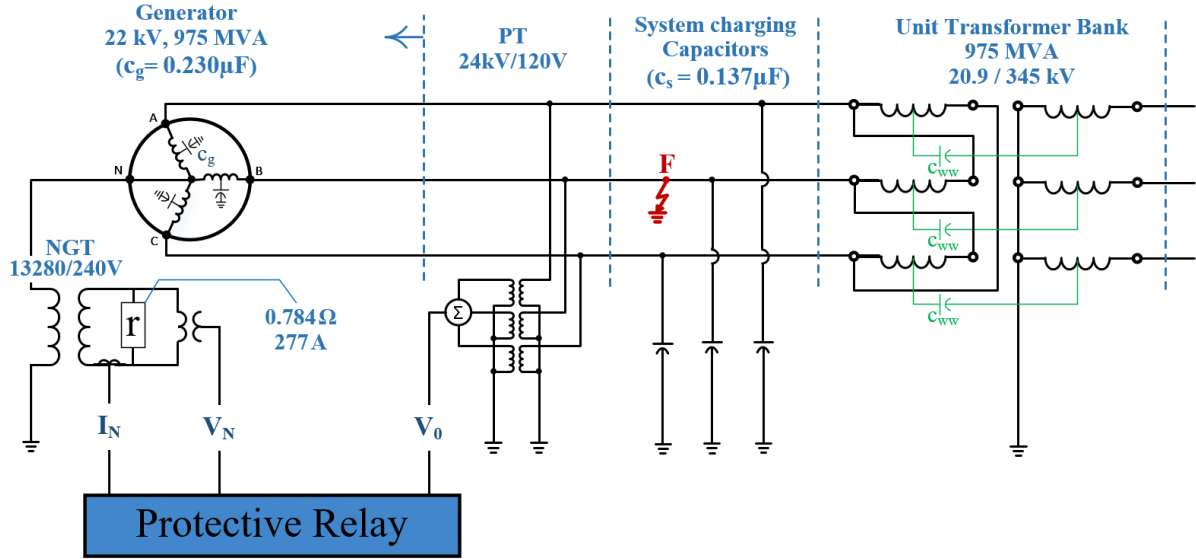 Generator
22 kV, 975 MVA
(cg= 0.230µF)
PT
24kV/120V
System charging
Capacitors
(cs = 0.137µF)
Unit Transformer Bank
975 MVA
20.9 / 345 kV
A
cg
N
B
C
F
cww
cww
cww
NGT
13280/240V
r
0.784Ω
277A
Σ
IN
VN
V0
Protective Relay